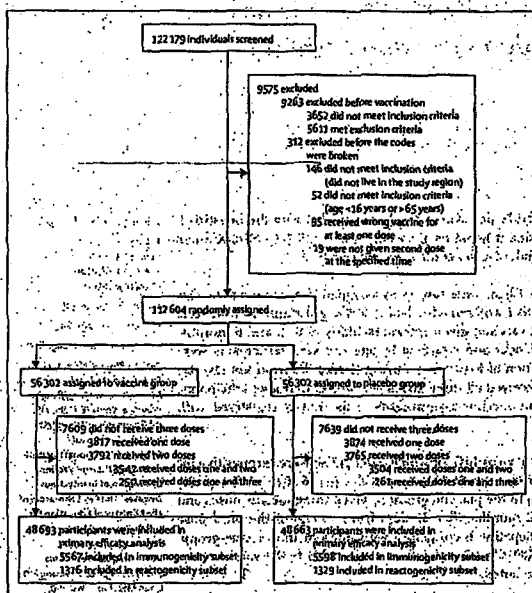 122 179 individuals screened
9575 excluded
9263 excluded before vaccination
3652 did not meet inclusion criteria
5611 met exclusion criteria
312 excluded before the codes
were broken
146 did not meet inclusion criteria
(did not live in the study region)
52 did not meet inclusion criteria
(age <16 years or >65 years)
95 received wrong vaccine for
at least one dose
19 were not given second dose
at the specified time
112 604 randomly assigned
56 302 assigned to vaccine group
56 302 assigned to placebo group
7609 did not receive three doses
3817 received one dose
3792 received two doses
3542 received doses one and two
250 received doses one and three
7639 did not receive three doses
3874 received one dose
3765 received two doses
3504 received doses one and two
261 received doses one and three
48 693 participants were included in
primary efficacy analysis
5567 included in immunogenicity subset
1316 included in reactogenicity subset
48 663 participants were included in
primary efficacy analysis
5598 included in immunogenicity subset
1329 included in reactogenicity subset